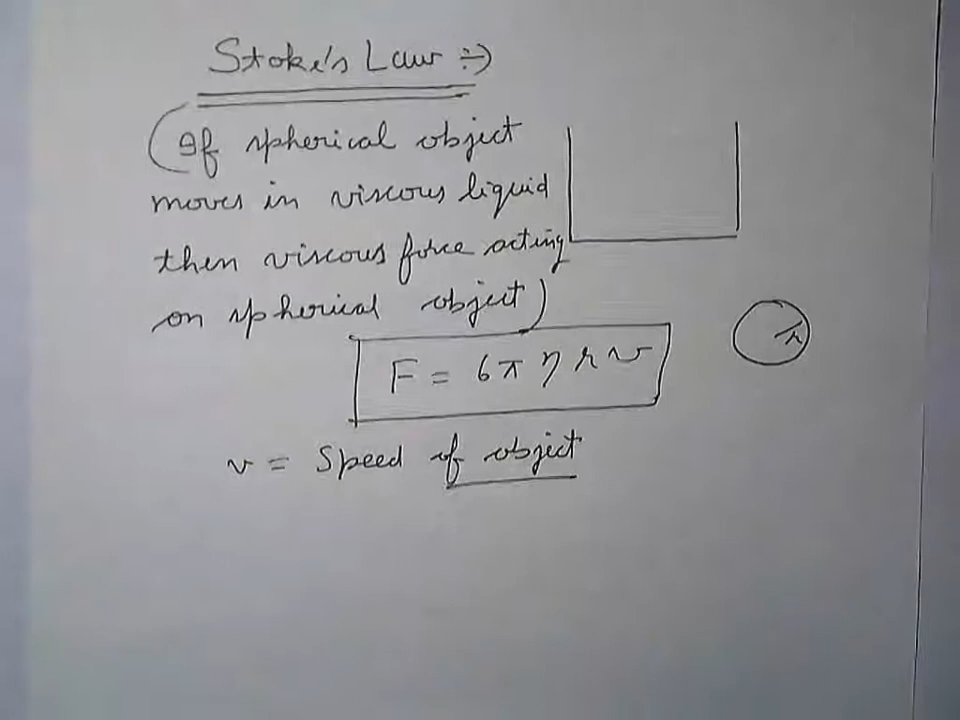 Stoke's Law ÷)
(If spherical object
moves in viscous liquid
then viscous force acting
on spherical object)
F = 6π η r v
r
v = Speed of object